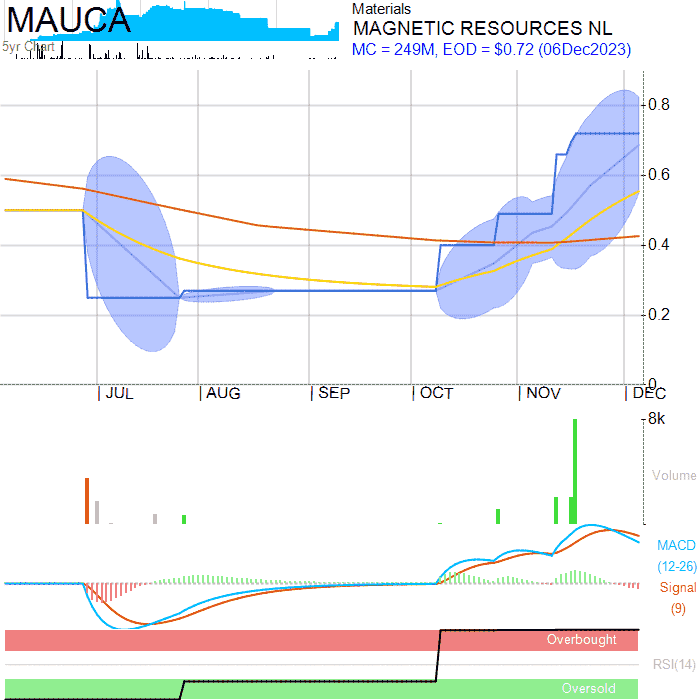 MAUCA
5yr Chart
Materials
MAGNETIC RESOURCES NL
MC = 249M, EOD = $0.72 (06Dec2023)
0.8
0.6
0.4
0.2
0
JUL AUG SEP OCT NOV DEC
8k
Volume
MACD
(12-26)
Signal
(9)
Overbought
RSI(14)
Oversold